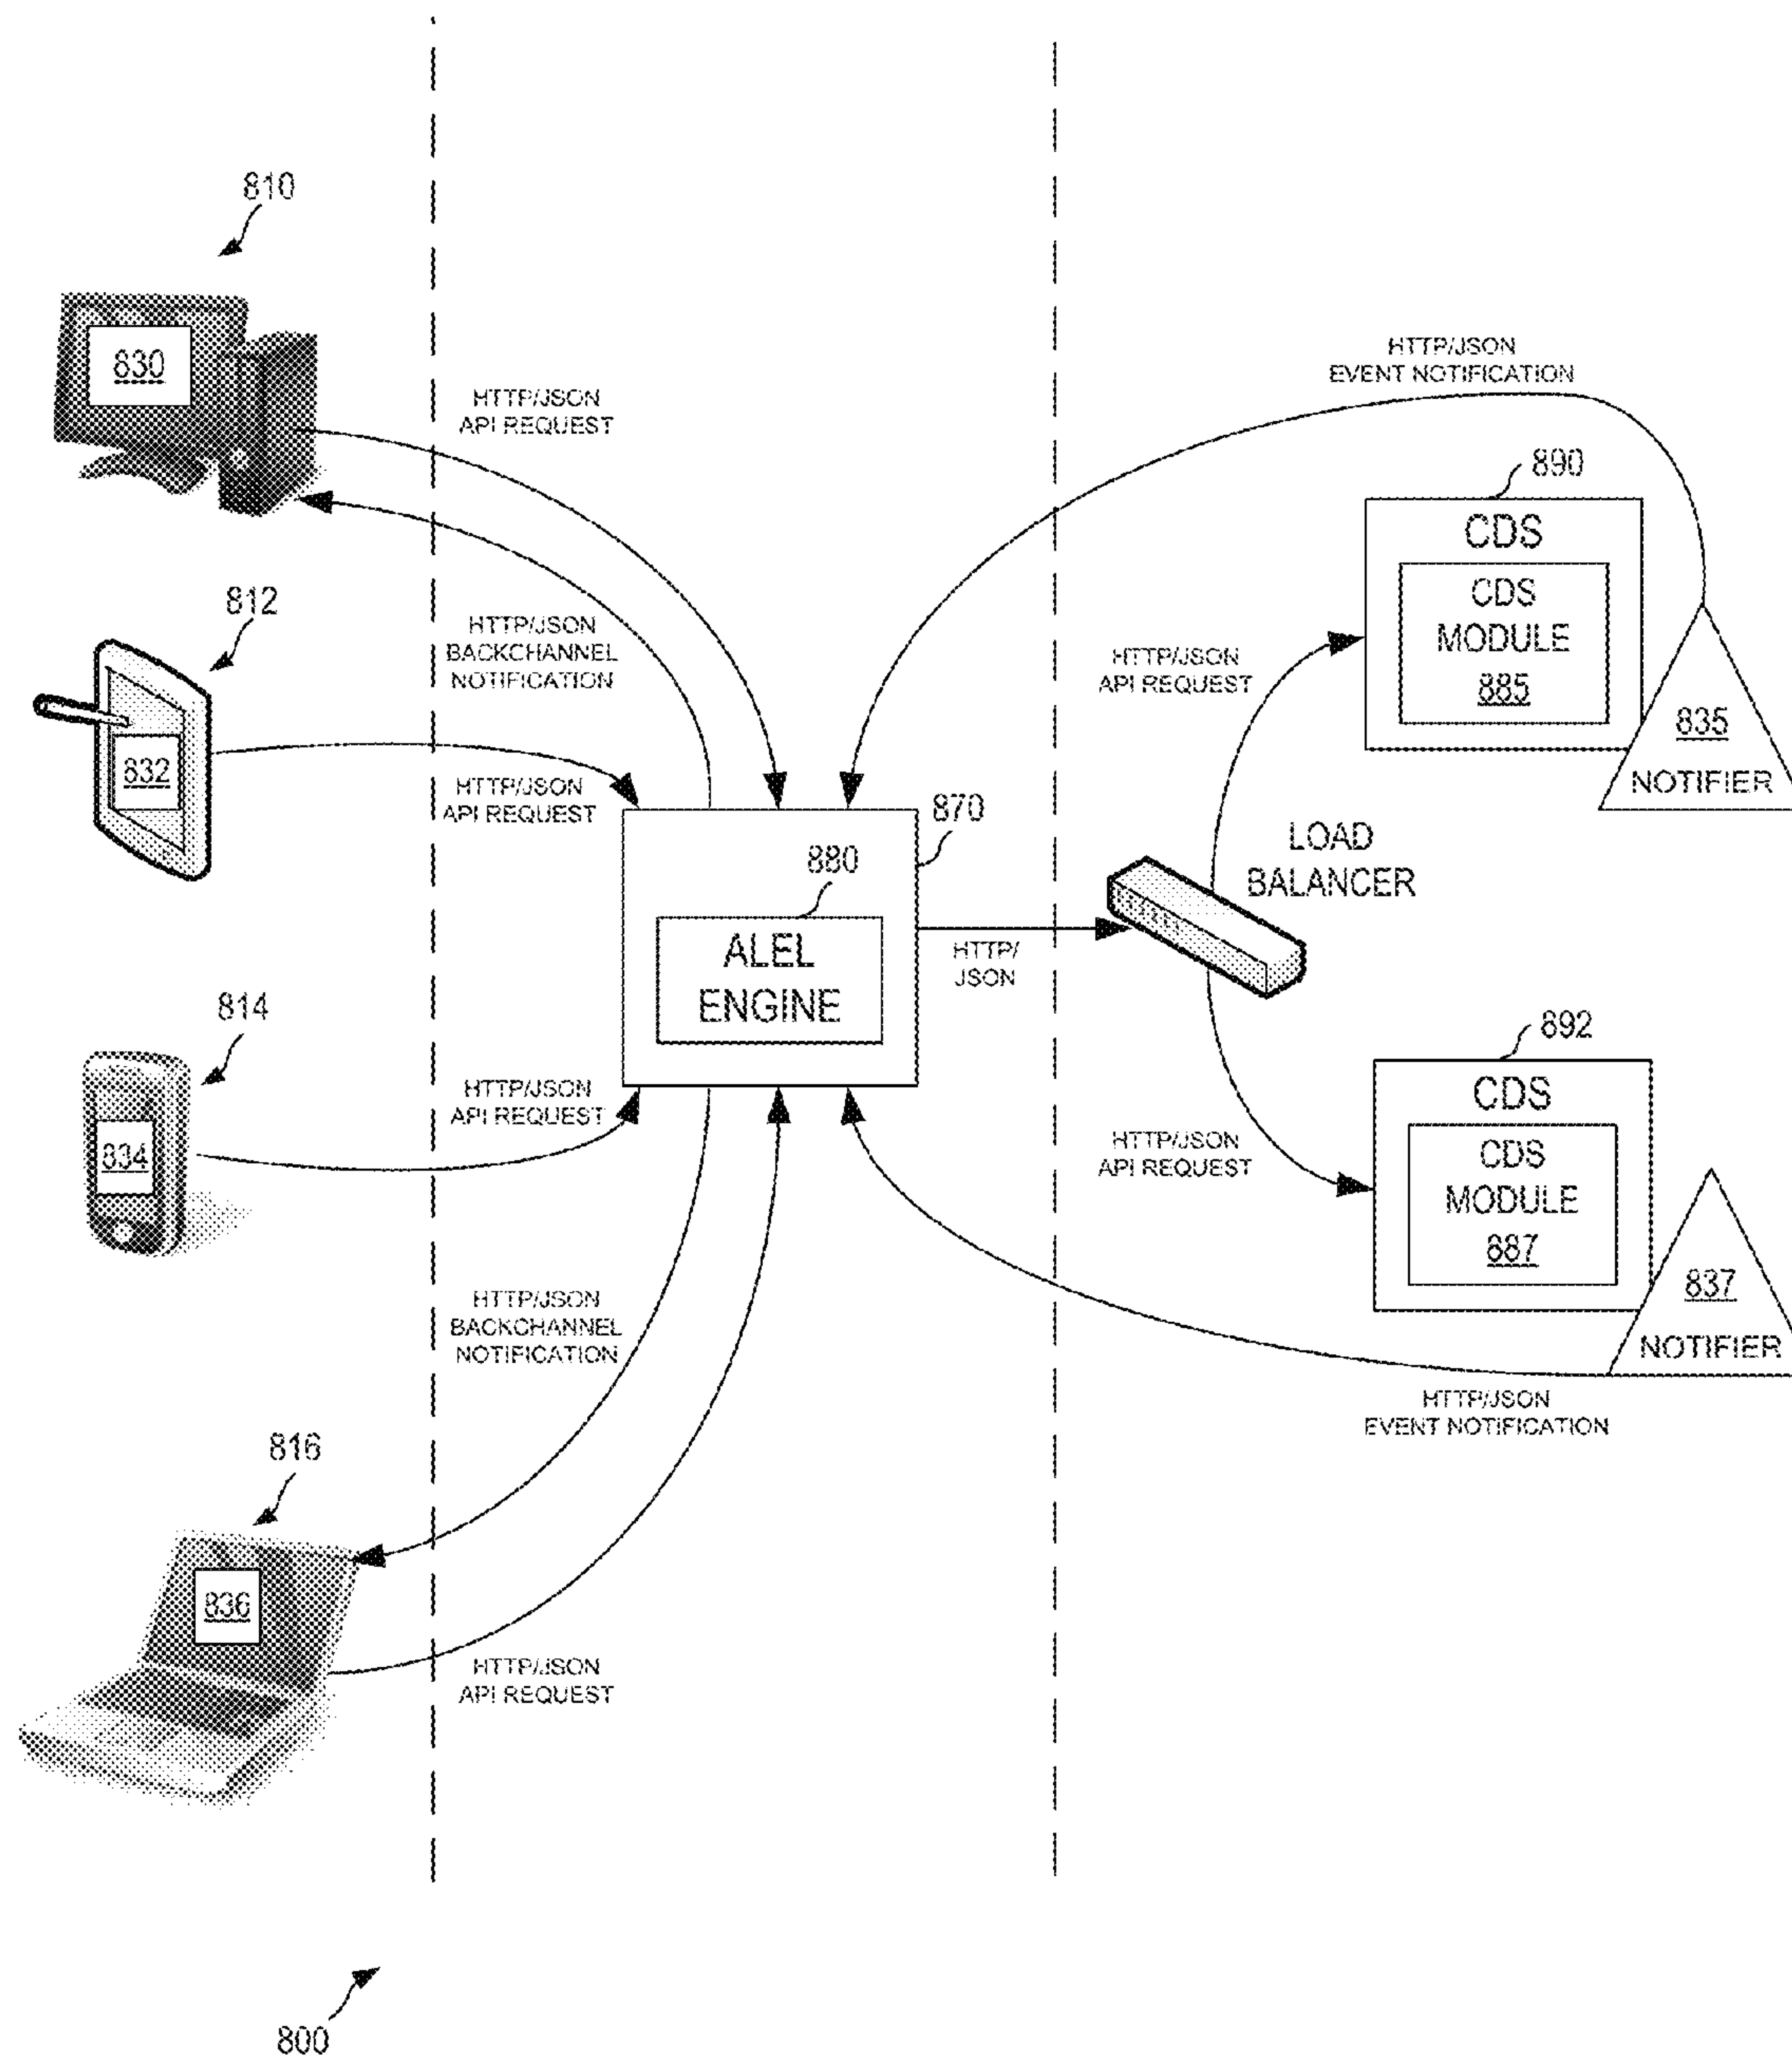 810
830
HTTP/JSON
API REQUEST
HTTP/JSON
EVENT NOTIFICATION
890
CDS
CDS
MODULE
885
835
NOTIFIER
812
832
HTTP/JSON
BACKCHANNEL
NOTIFICATION
HTTP/JSON
API REQUEST
HTTP/JSON
API REQUEST
870
880
ALEL
ENGINE
LOAD
BALANCER
HTTP/
JSON
814
834
HTTP/JSON
API REQUEST
892
CDS
CDS
MODULE
887
837
NOTIFIER
HTTP/JSON
API REQUEST
HTTP/JSON
BACKCHANNEL
NOTIFICATION
HTTP/JSON
EVENT NOTIFICATION
816
836
HTTP/JSON
API REQUEST
800